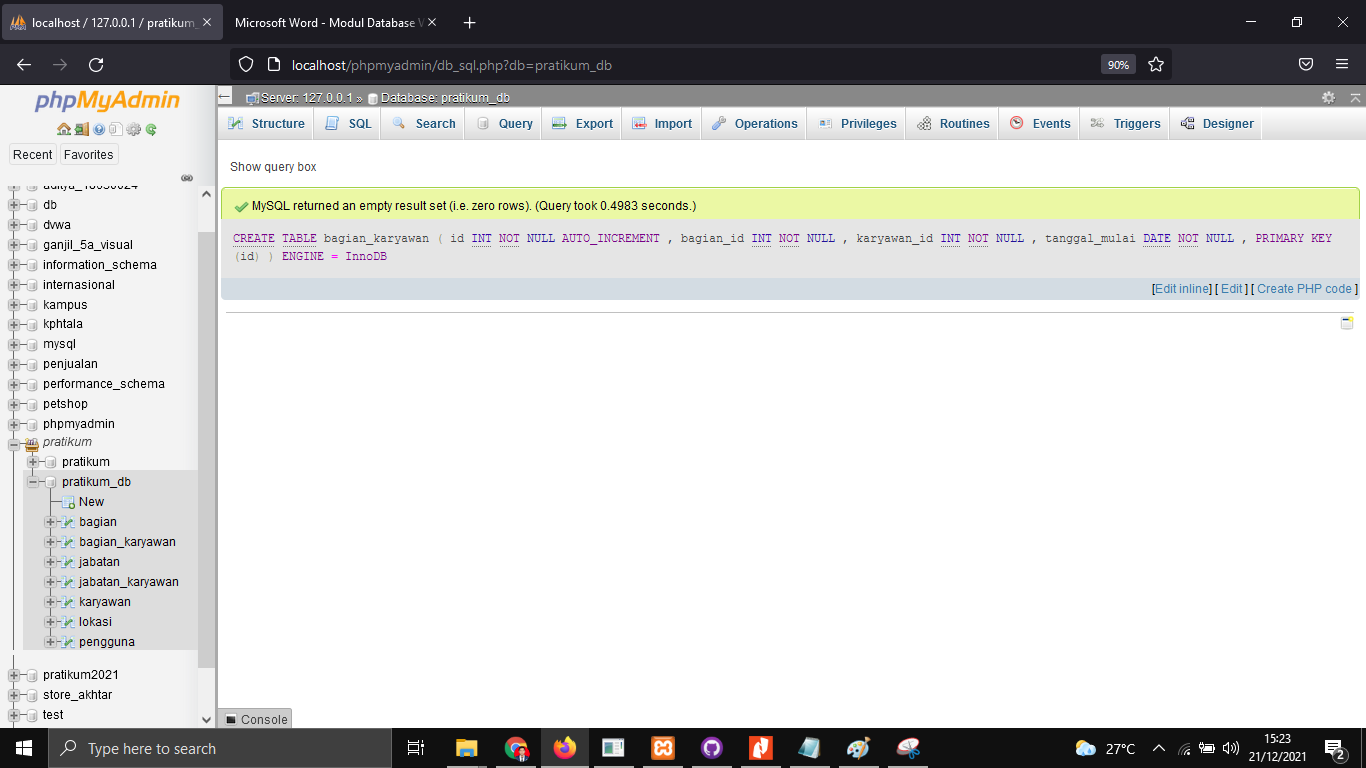 localhost / 127.0.0.1 / pratikum_
Microsoft Word - Modul Database V
localhost/phpmyadmin/db_sql.php?db=pratikum_db
90%
phpMyAdmin
Server: 127.0.0.1 » Database: pratikum_db
Structure SQL Search Query Export Import Operations Privileges Routines Events Triggers Designer
Recent Favorites
Show query box
MySQL returned an empty result set (i.e. zero rows). (Query took 0.4983 seconds.)
CREATE TABLE bagian_karyawan ( id INT NOT NULL AUTO_INCREMENT , bagian_id INT NOT NULL , karyawan_id INT NOT NULL , tanggal_mulai DATE NOT NULL , PRIMARY KEY
(id) ) ENGINE = InnoDB
[Edit inline] [ Edit ] [ Create PHP code ]
db
dvwa
ganjil_5a_visual
information_schema
internasional
kampus
kphtala
mysql
penjualan
performance_schema
petshop
phpmyadmin
pratikum
pratikum
pratikum_db
New
bagian
bagian_karyawan
jabatan
jabatan_karyawan
karyawan
lokasi
pengguna
pratikum2021
store_akhtar
test
Console
Type here to search
27°C
15:23
21/12/2021
2